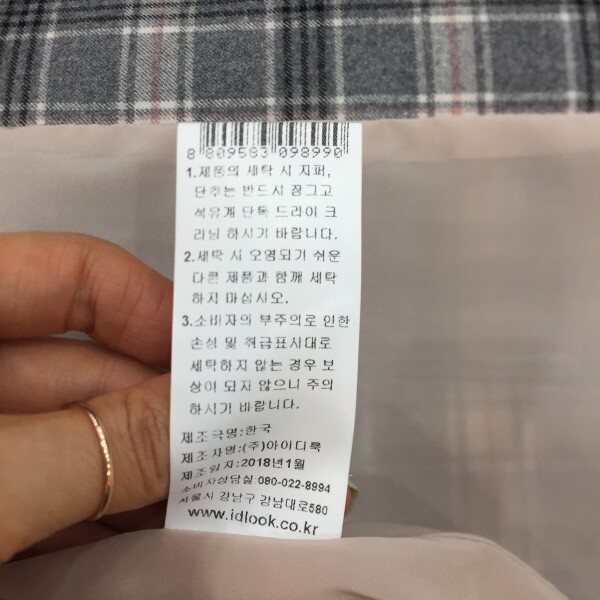 8 809583 098990
1.제품의 세탁 시 지퍼,
단추는 반드시 잠그고
석유계 단독 드라이 크
리닝 하시기 바랍니다.
2.세탁 시 오염되기 쉬운
다른 제품과 함께 세탁
하지 마십시오.
3.소비자의 부주의로 인한
손상 및 취급표시대로
세탁하지 않는 경우 보
상이 되지 않으니 주의
하시기 바랍니다.
제조국명:한국
제조자명:(주)아이디룩
제조일자:2018년1월
소비자상담실:080-022-8994
서울시 강남구 강남대로580
www.idlook.co.kr